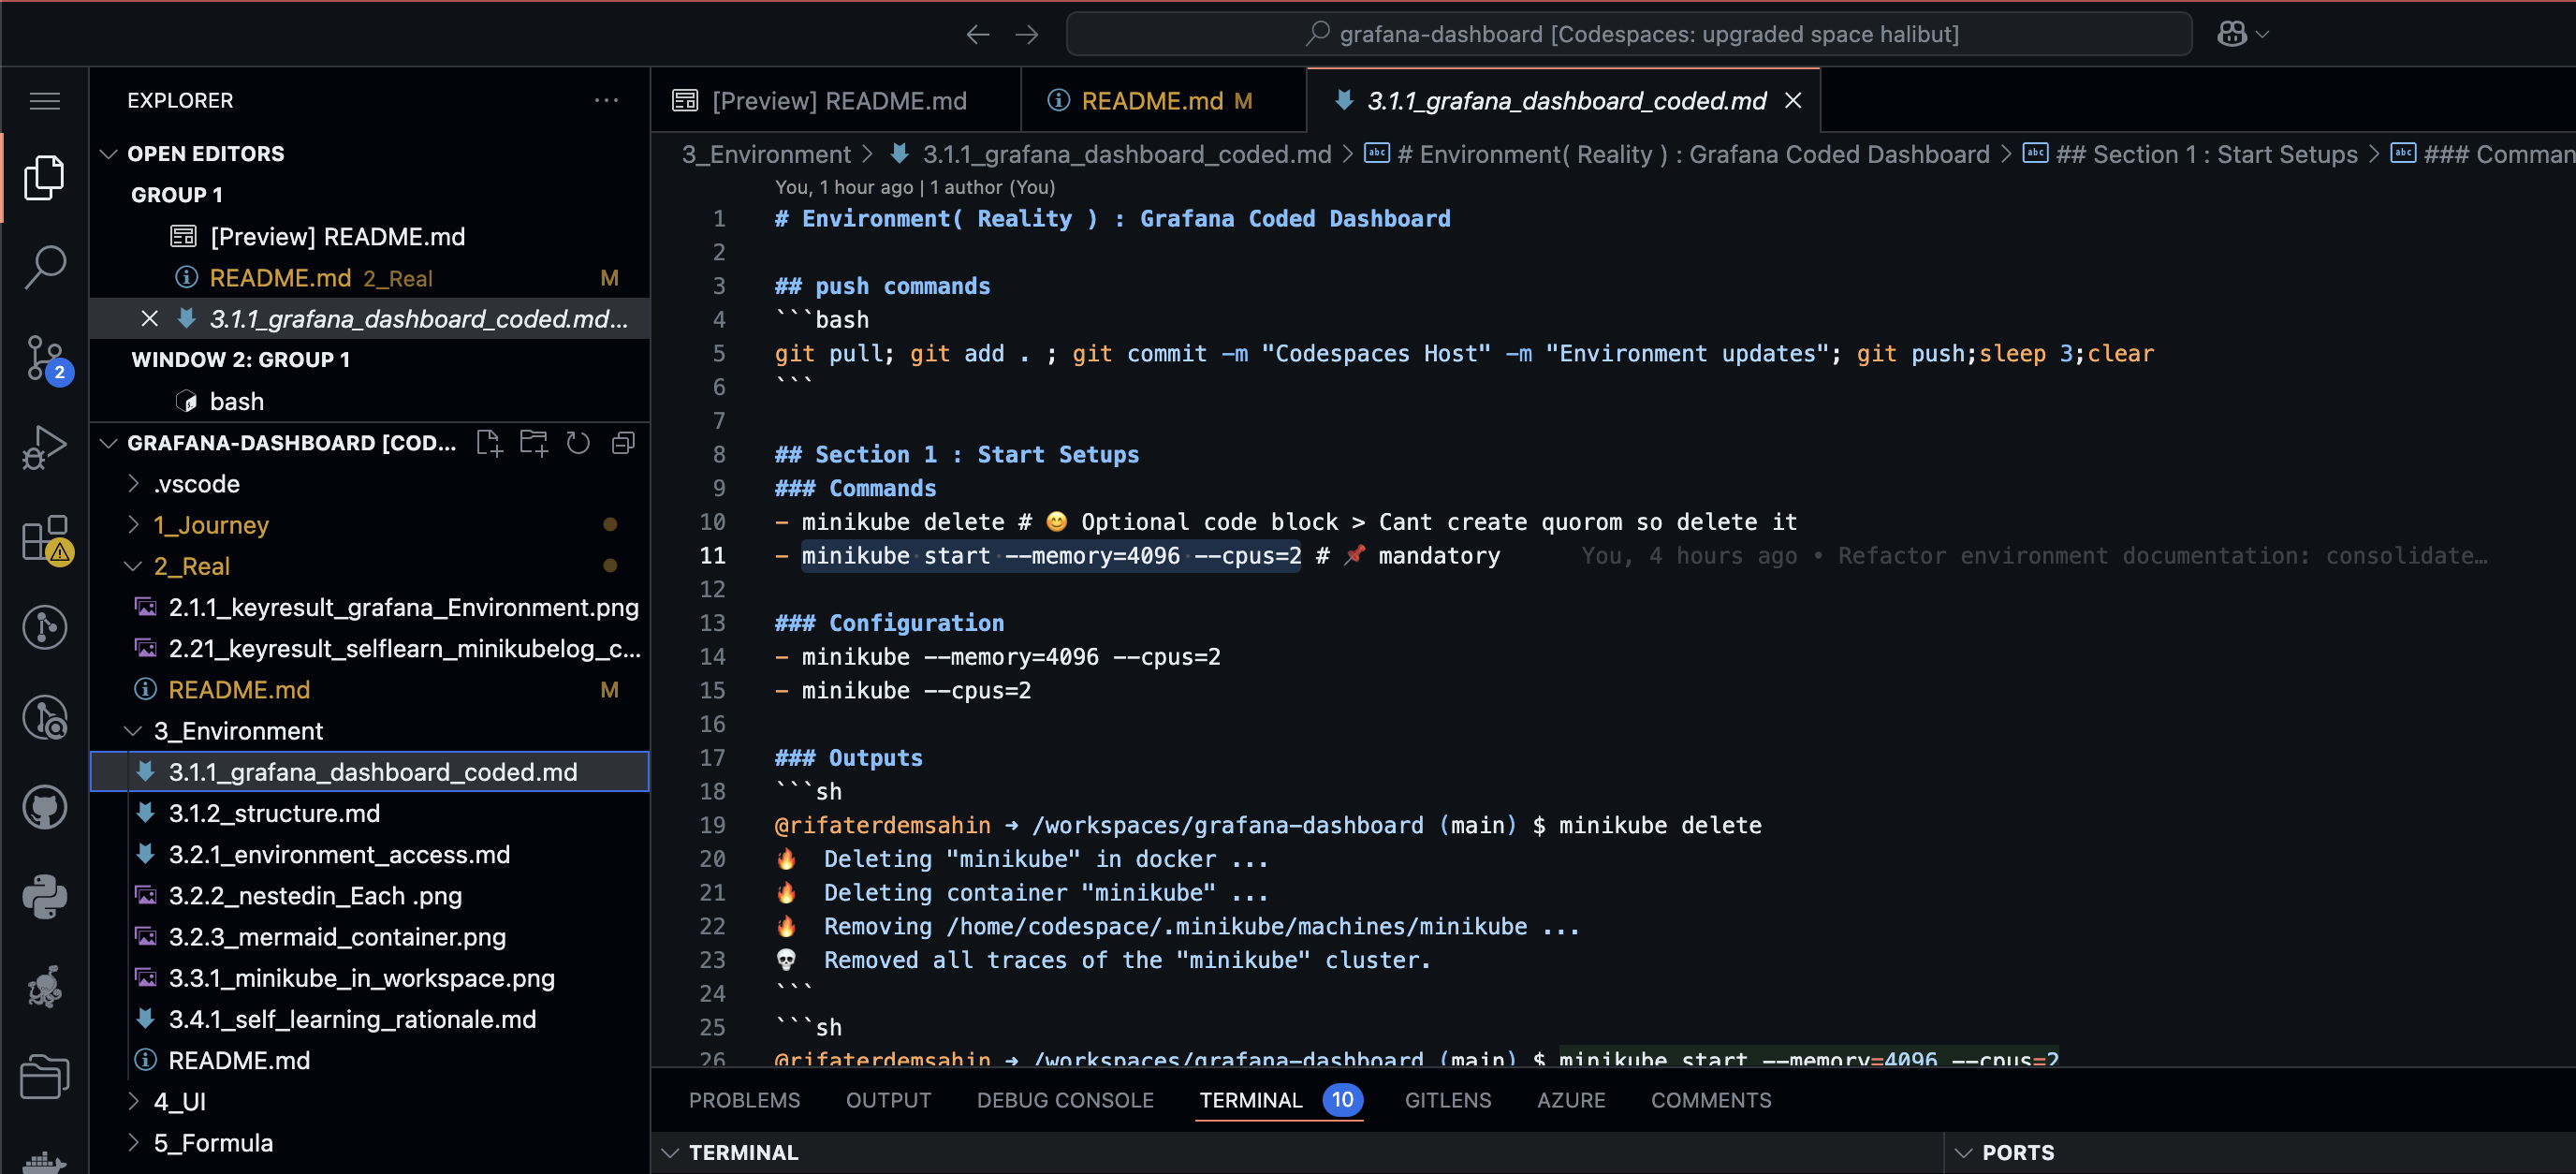 grafana-dashboard [Codespaces: upgraded space halibut]
EXPLORER
OPEN EDITORS
GROUP 1
[Preview] README.md
README.md 2_Real M
3.1.1_grafana_dashboard_coded.md...
WINDOW 2: GROUP 1
bash
GRAFANA-DASHBOARD [COD...
.vscode
1_Journey
2_Real
2.1.1_keyresult_grafana_Environment.png
2.21_keyresult_selflearn_minikubelog_c...
README.md M
3_Environment
3.1.1_grafana_dashboard_coded.md
3.1.2_structure.md
3.2.1_environment_access.md
3.2.2_nestedin_Each .png
3.2.3_mermaid_container.png
3.3.1_minikube_in_workspace.png
3.4.1_self_learning_rationale.md
README.md
4_UI
5_Formula
2
[Preview] README.md
README.md M
3.1.1_grafana_dashboard_coded.md
3_Environment > 3.1.1_grafana_dashboard_coded.md > # Environment( Reality ) : Grafana Coded Dashboard > ## Section 1 : Start Setups > ### Comman
You, 1 hour ago | 1 author (You)
1 # Environment( Reality ) : Grafana Coded Dashboard
2
3 ## push commands
4 ```bash
5 git pull; git add . ; git commit -m "Codespaces Host" -m "Environment updates"; git push;sleep 3;clear
6 ```
7
8 ## Section 1 : Start Setups
9 ### Commands
10 - minikube delete # 😊 Optional code block > Cant create quorom so delete it
11 - minikube start --memory=4096 --cpus=2 # 📌 mandatory You, 4 hours ago • Refactor environment documentation: consolidate…
12
13 ### Configuration
14 - minikube --memory=4096 --cpus=2
15 - minikube --cpus=2
16
17 ### Outputs
18 ```sh
19 @rifaterdemsahin ➜ /workspaces/grafana-dashboard (main) $ minikube delete
20 🔥 Deleting "minikube" in docker ...
21 🔥 Deleting container "minikube" ...
22 🔥 Removing /home/codespace/.minikube/machines/minikube ...
23 💀 Removed all traces of the "minikube" cluster.
24 ```
25 ```sh
26 @rifaterdemsahin ➜ /workspaces/grafana-dashboard (main) $ minikube start --memory=4096 --cpus=2
PROBLEMS OUTPUT DEBUG CONSOLE TERMINAL 10 GITLENS AZURE COMMENTS
TERMINAL
PORTS